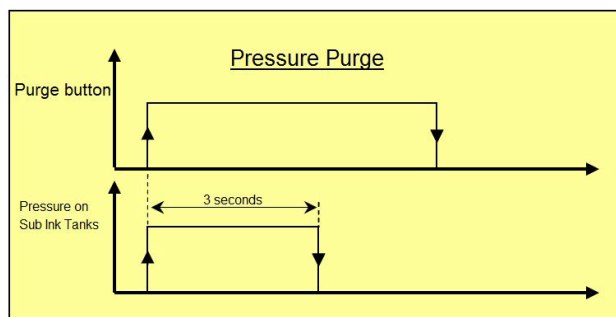 Pressure Purge
Purge button
Pressure on
Sub Ink Tanks
3 seconds